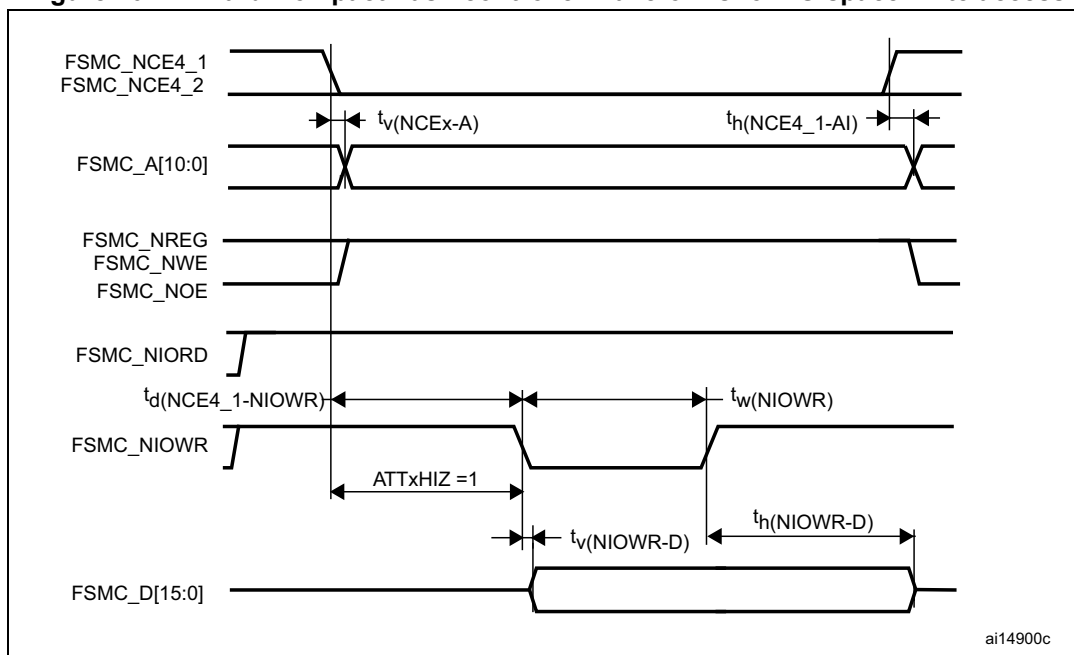 FSMC_NCE4_1
FSMC_NCE4_2
tv(NCEx-A)
th(NCE4_1-AI)
FSMC_A[10:0]
FSMC_NREG
FSMC_NWE
FSMC_NOE
FSMC_NIORD
td(NCE4_1-NIOWR)
tw(NIOWR)
FSMC_NIOWR
ATTxHIZ =1
th(NIOWR-D)
tv(NIOWR-D)
FSMC_D[15:0]
ai14900c